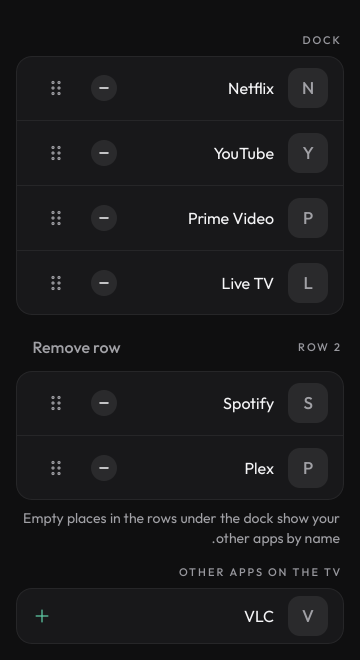 DOCK
Netflix
N
YouTube
Y
Prime Video
P
Live TV
L
ROW 2
Remove row
Spotify
S
Plex
P
Empty places in the rows under the dock show your
.other apps by name
OTHER APPS ON THE TV
VLC
V